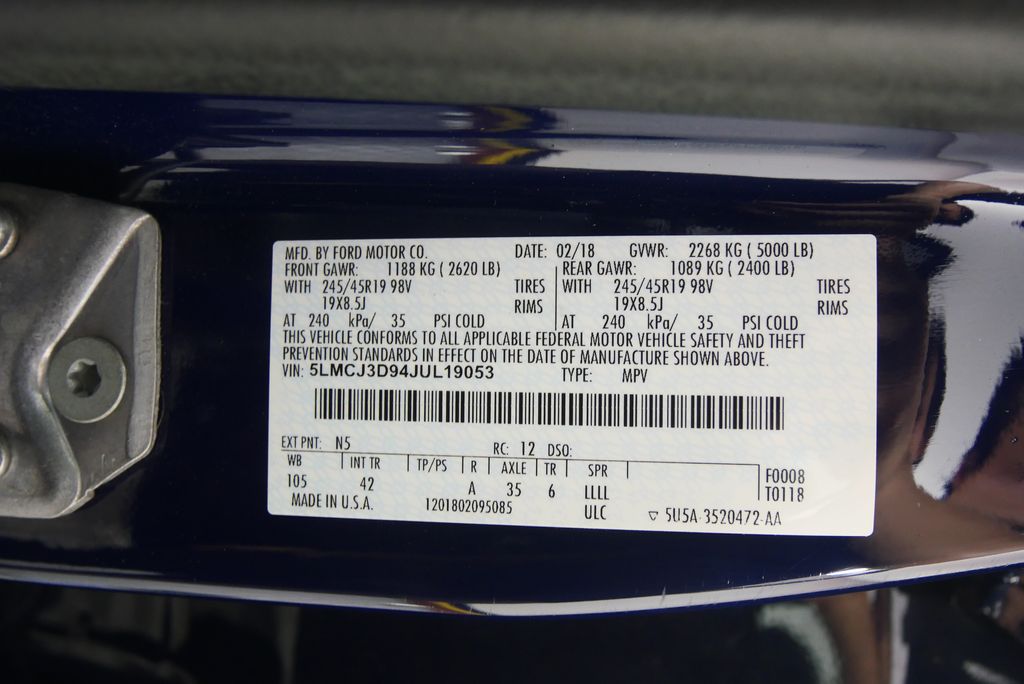 MFD. BY FORD MOTOR CO. DATE: 02/18 GVWR: 2268 KG ( 5000 LB)
FRONT GAWR: 1188 KG ( 2620 LB) REAR GAWR: 1089 KG ( 2400 LB)
WITH 245/45R19 98V TIRES WITH 245/45R19 98V TIRES
19X8.5J RIMS 19X8.5J RIMS
AT 240 kPa/ 35 PSI COLD AT 240 kPa/ 35 PSI COLD
THIS VEHICLE CONFORMS TO ALL APPLICABLE FEDERAL MOTOR VEHICLE SAFETY AND THEFT
PREVENTION STANDARDS IN EFFECT ON THE DATE OF MANUFACTURE SHOWN ABOVE.
VIN: 5LMCJ3D94JUL19053 TYPE: MPV
EXT PNT: N5 RC: 12 DSO:
WB INT TR TP/PS R AXLE TR SPR F0008
105 42 A 35 6 LLLL T0118
MADE IN U.S.A. 1201802095085 ULC ▽ 5U5A-3520472-AA